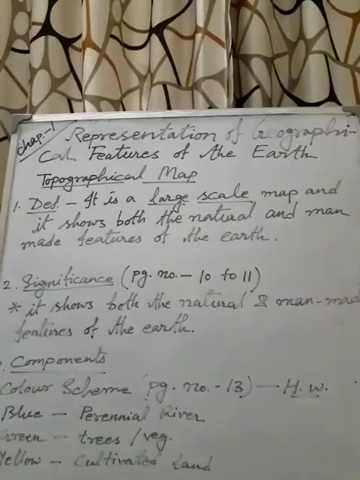 Chap.-1
Representation of Geographi-
cal Features of the Earth
Topographical Map
1. Def. - It is a large scale map and
it shows both the natural and man
made features of the earth.
2. Significance (pg. no. - 10 to 11)
* it shows both the natural & man-made
features of the earth.
Components
Colour Scheme (pg. no. - 13) — H.W.
Blue - Perennial River
Green - trees / veg.
Yellow - Cultivated Land